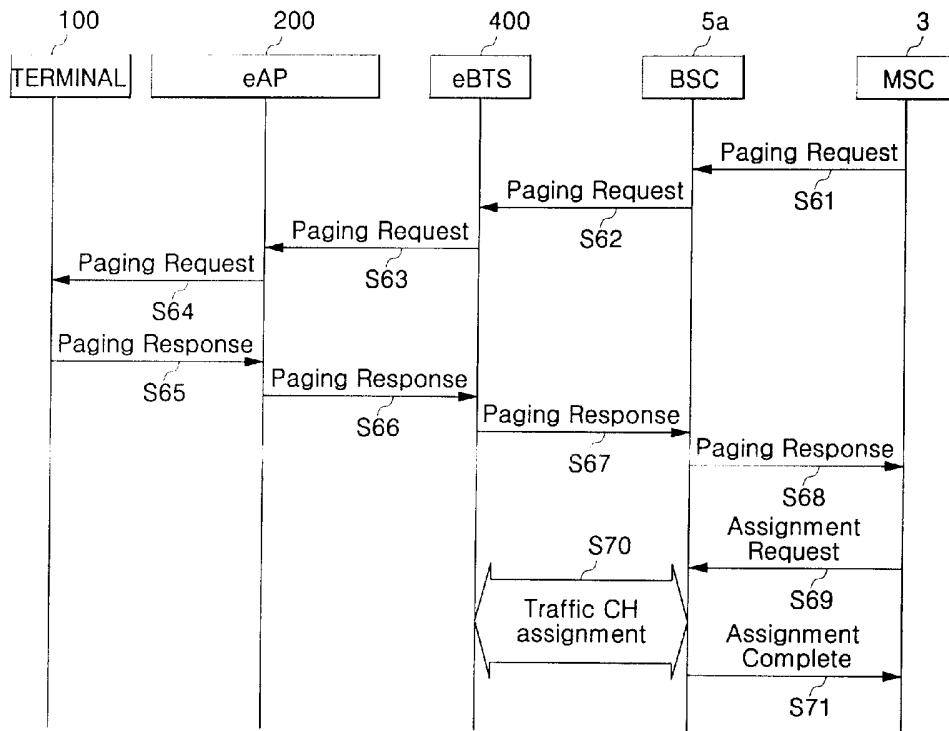 100 200 400 5a 3
TERMINAL eAP eBTS BSC MSC
Paging Request
S61
Paging Request
S62
Paging Request
S63
Paging Request
S64
Paging Response
S65
Paging Response
S66
Paging Response
S67
Paging Response
S68
Assignment
Request
S69
S70
Traffic CH
assignment
Assignment
Complete
S71